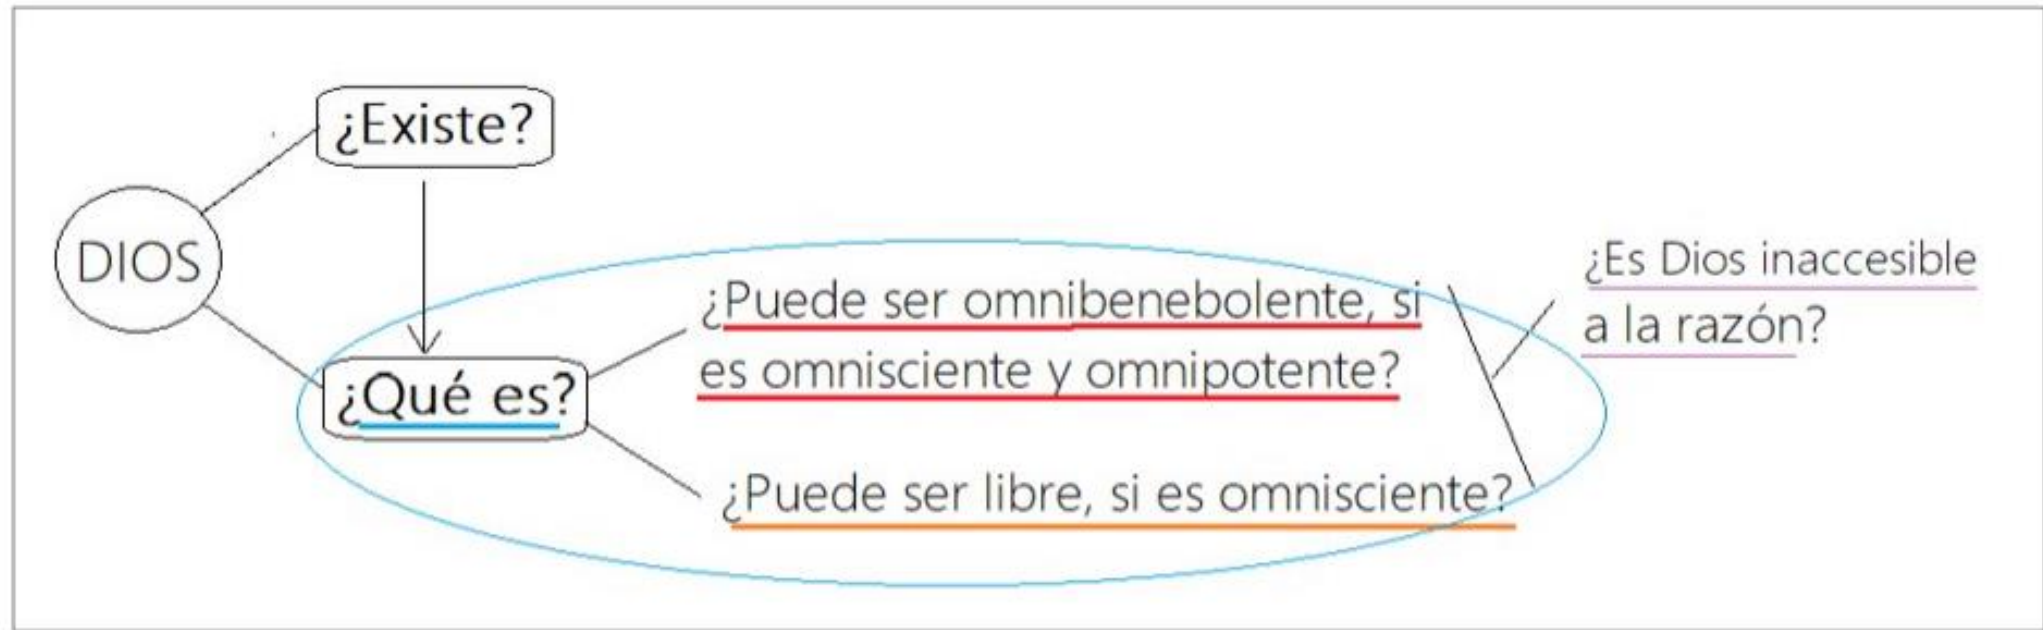 ¿Existe?
DIOS
¿Qué es?
¿Puede ser omnibenebolente, si
es omnisciente y omnipotente?
¿Puede ser libre, si es omnisciente?
¿Es Dios inaccesible
a la razón?